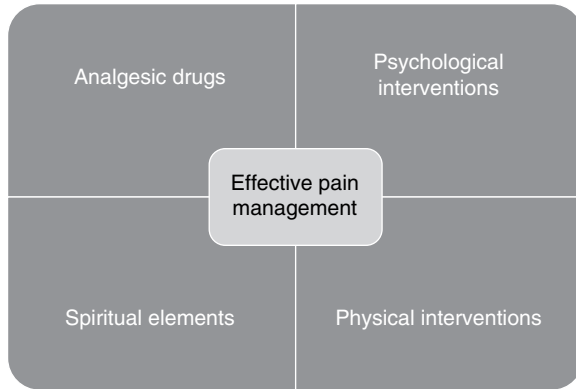 Analgesic drugs
Psychological
interventions
Effective pain
management
Spiritual elements
Physical interventions